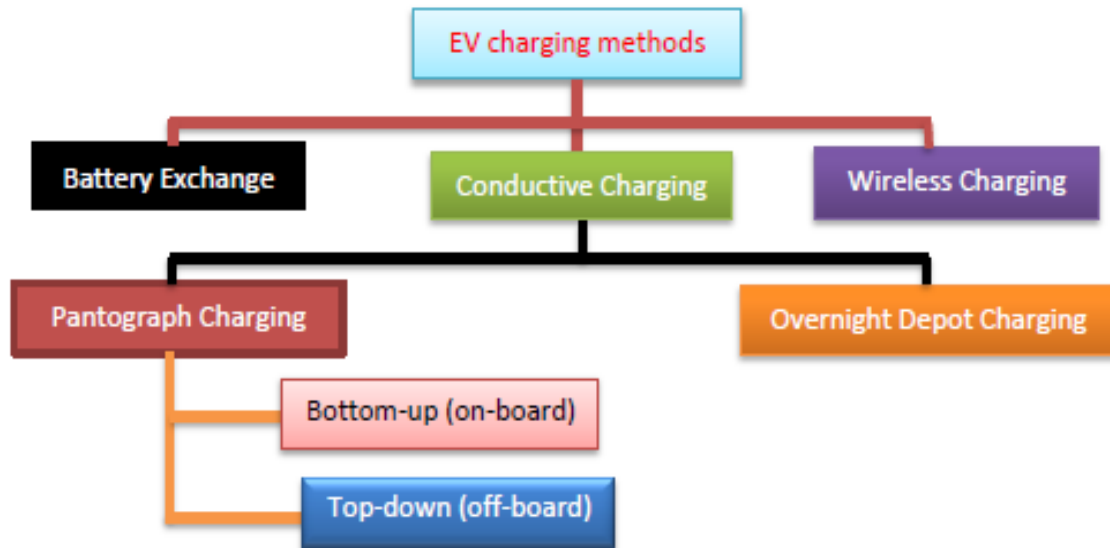 EV charging methods
Battery Exchange
Conductive Charging
Wireless Charging
Pantograph Charging
Overnight Depot Charging
Bottom-up (on-board)
Top-down (off-board)